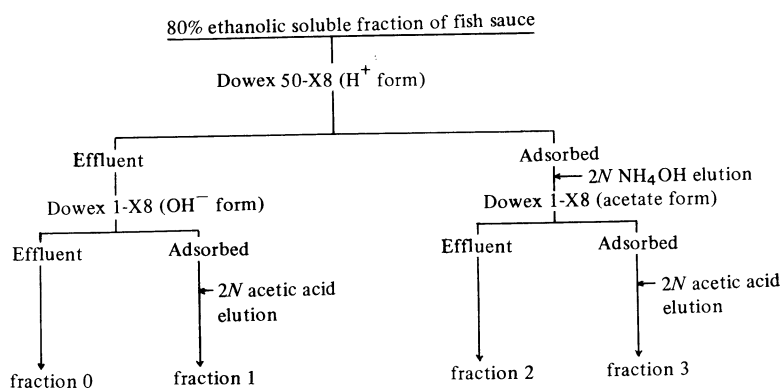 80% ethanolic soluble fraction of fish sauce
Dowex 50-X8 (H⁺ form)
Effluent
Adsorbed
2N NH₄OH elution
Dowex 1-X8 (OH⁻ form)
Dowex 1-X8 (acetate form)
Effluent
Adsorbed
Effluent
Adsorbed
2N acetic acid
elution
2N acetic acid
elution
fraction 0
fraction 1
fraction 2
fraction 3